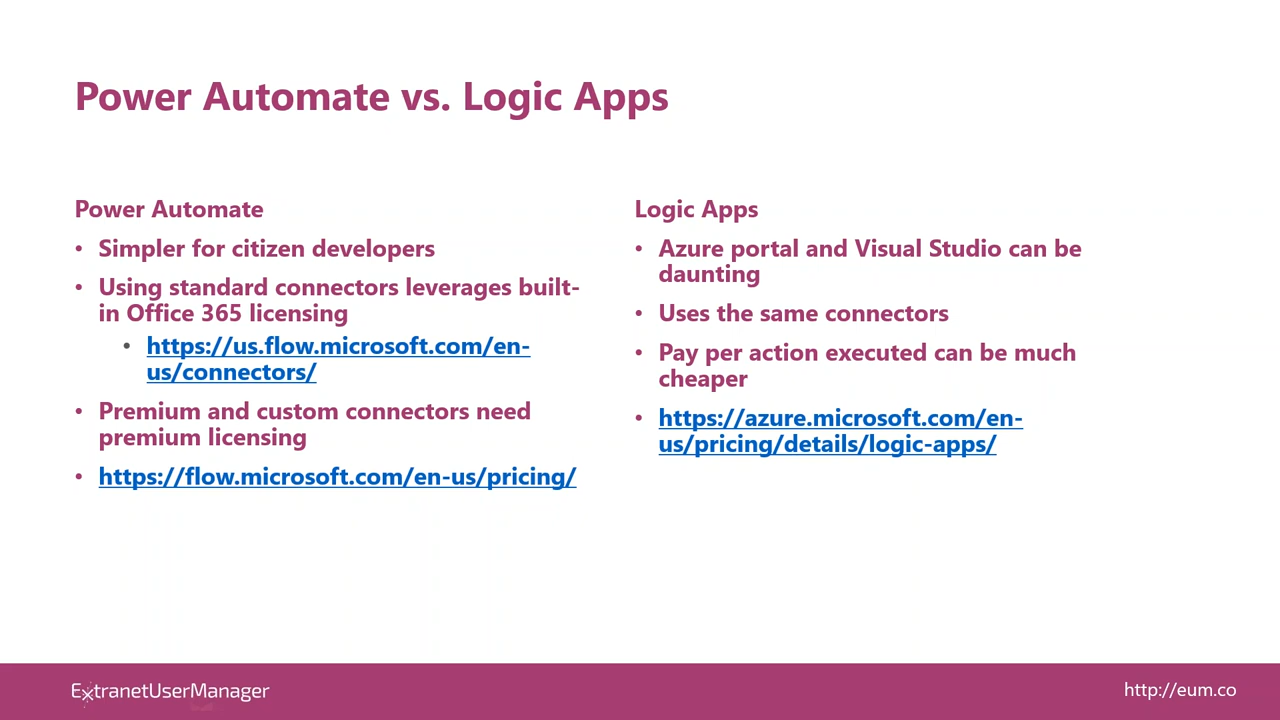 Power Automate vs. Logic Apps
Power Automate
• Simpler for citizen developers
• Using standard connectors leverages built-
in Office 365 licensing
• https://us.flow.microsoft.com/en-
us/connectors/
• Premium and custom connectors need
premium licensing
• https://flow.microsoft.com/en-us/pricing/
Logic Apps
• Azure portal and Visual Studio can be
daunting
• Uses the same connectors
• Pay per action executed can be much
cheaper
• https://azure.microsoft.com/en-
us/pricing/details/logic-apps/
ExtranetUserManager
http://eum.co